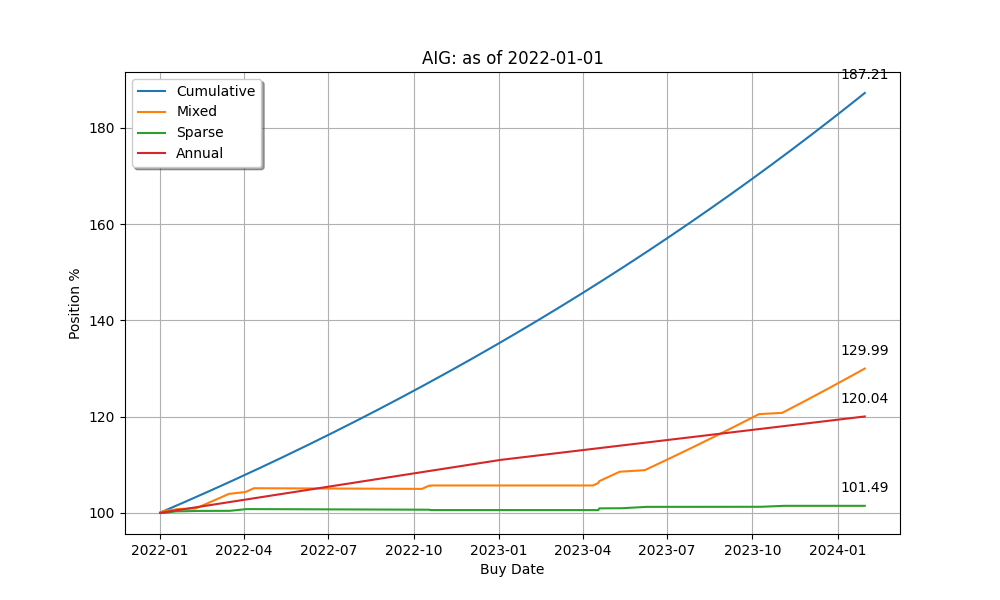 AIG: as of 2022-01-01
187.21
Cumulative
Mixed
Sparse
Annual
180
160
140
120
100
Position %
129.99
120.04
101.49
2022-01 2022-04 2022-07 2022-10 2023-01 2023-04 2023-07 2023-10 2024-01
Buy Date